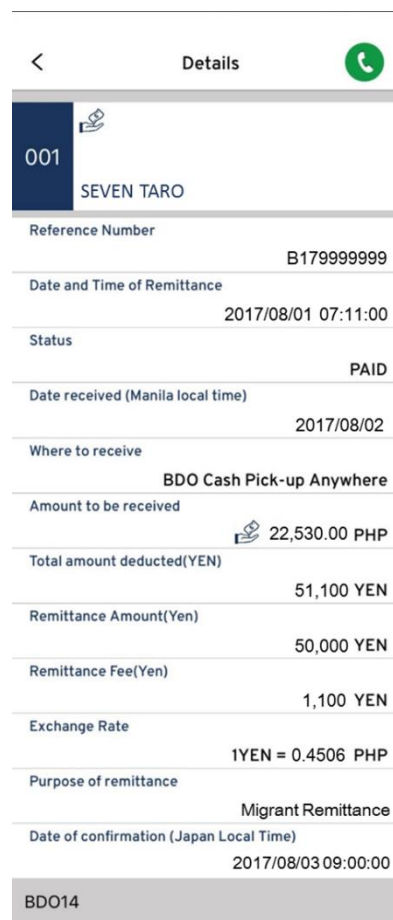 Details
001
SEVEN TARO
Reference Number
B179999999
Date and Time of Remittance
2017/08/01 07:11:00
Status
PAID
Date received (Manila local time)
2017/08/02
Where to receive
BDO Cash Pick-up Anywhere
Amount to be received
22,530.00 PHP
Total amount deducted(YEN)
51,100 YEN
Remittance Amount(Yen)
50,000 YEN
Remittance Fee(Yen)
1,100 YEN
Exchange Rate
1YEN = 0.4506 PHP
Purpose of remittance
Migrant Remittance
Date of confirmation (Japan Local Time)
2017/08/03 09:00:00
BDO14